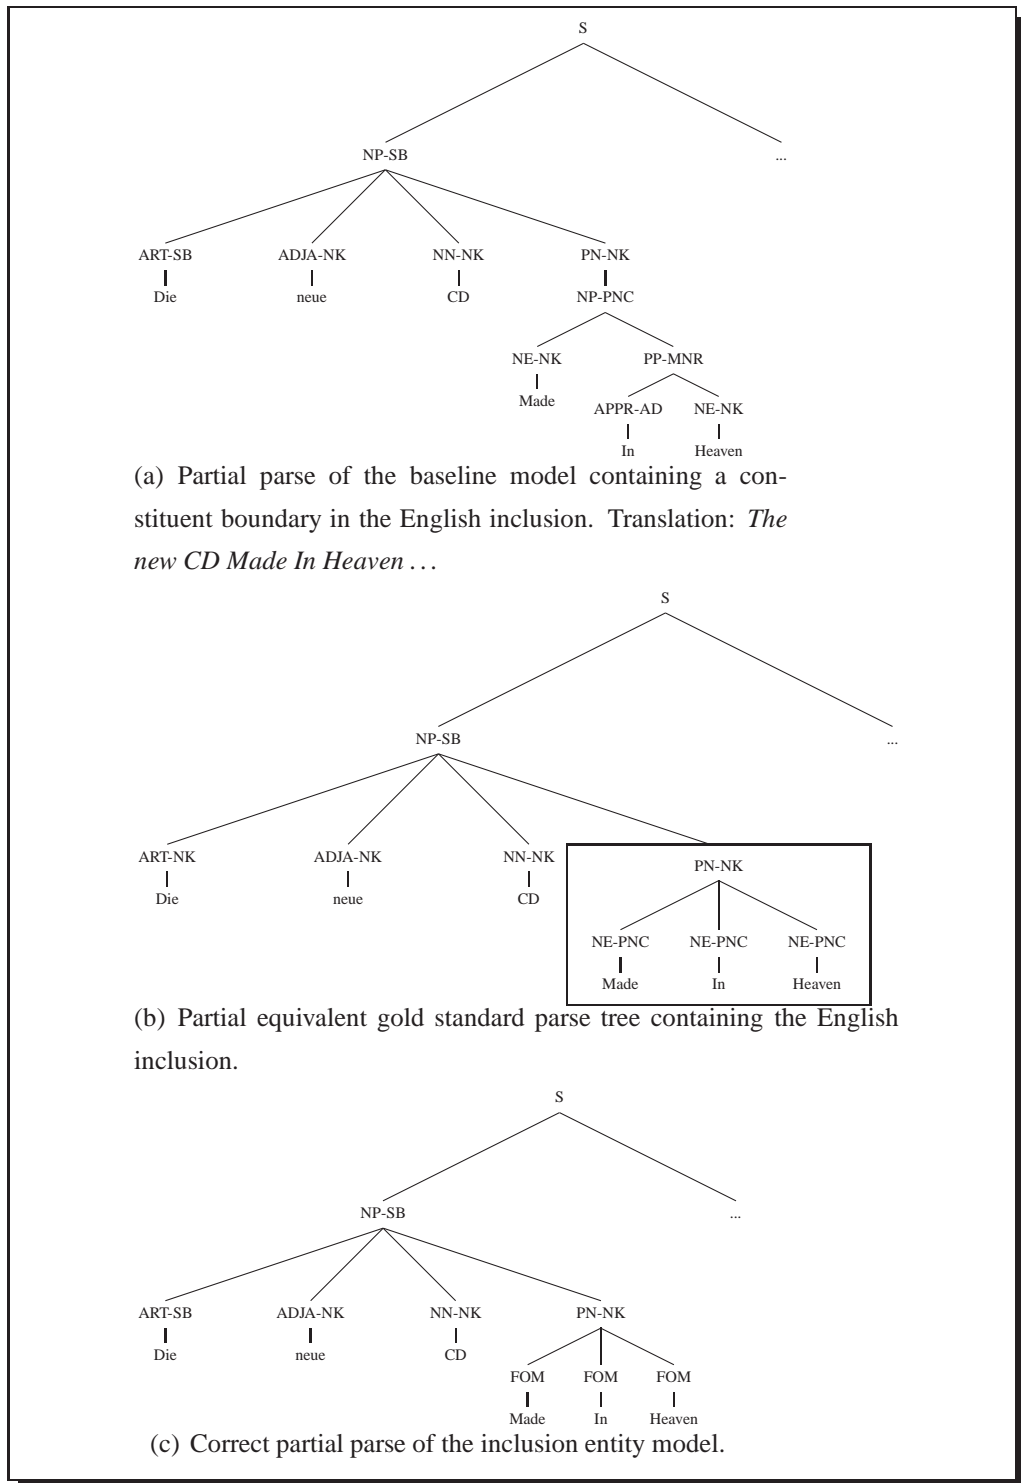 S
NP-SB ...
ART-SB ADJA-NK NN-NK PN-NK
Die neue CD NP-PNC
NE-NK PP-MNR
Made APPR-AD NE-NK
In Heaven
(a) Partial parse of the baseline model containing a con-
stituent boundary in the English inclusion. Translation: The
new CD Made In Heaven ...
S
NP-SB ...
ART-NK ADJA-NK NN-NK PN-NK
Die neue CD
NE-PNC NE-PNC NE-PNC
Made In Heaven
(b) Partial equivalent gold standard parse tree containing the English
inclusion.
S
NP-SB ...
ART-SB ADJA-NK NN-NK PN-NK
Die neue CD
FOM FOM FOM
Made In Heaven
(c) Correct partial parse of the inclusion entity model.